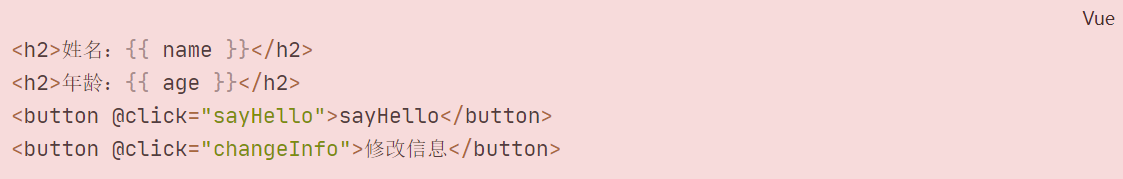 Vue
<h2>姓名：{{ name }}</h2>
<h2>年龄：{{ age }}</h2>
<button @click="sayHello">sayHello</button>
<button @click="changeInfo">修改信息</button>